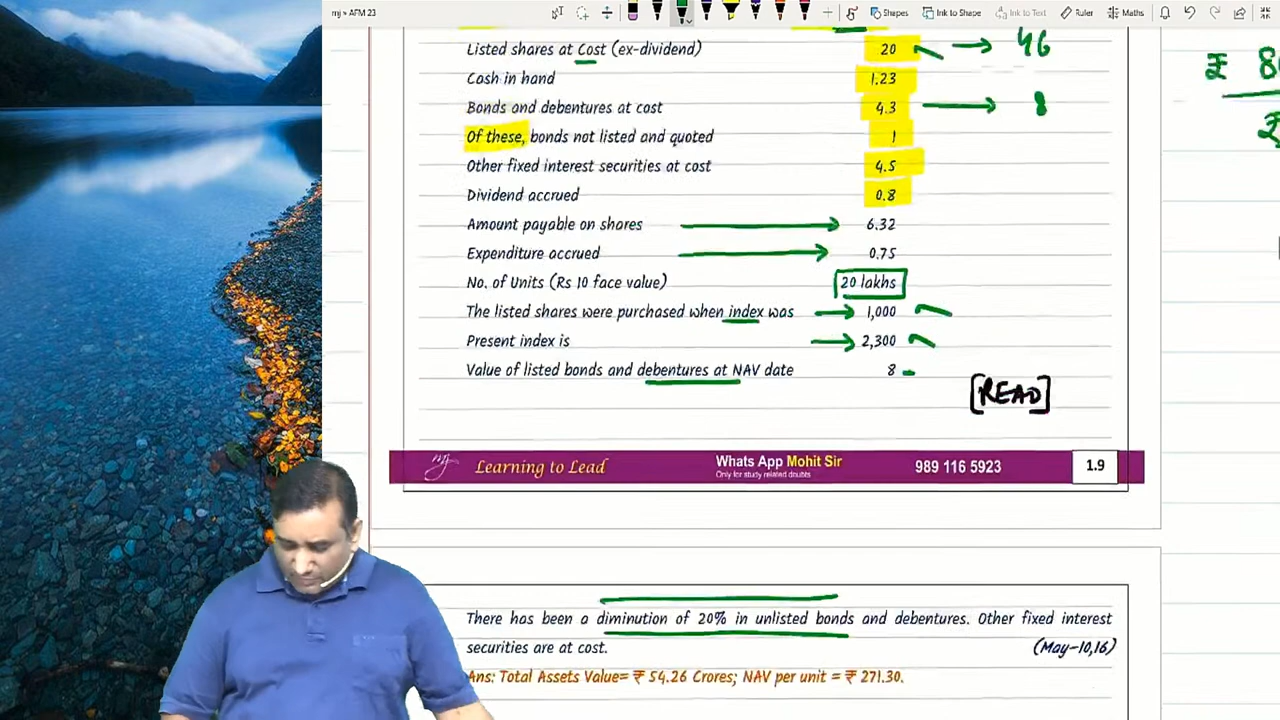 mj » AFM 23
Shapes
Ink to Shape
Ink to Text
Ruler
Maths
Listed shares at Cost (ex-dividend) 20 → 46
Cash in hand 1.23
Bonds and debentures at cost 4.3 → 8
Of these, bonds not listed and quoted 1
Other fixed interest securities at cost 4.5
Dividend accrued 0.8
Amount payable on shares → 6.32
Expenditure accrued → 0.75
No. of Units (Rs 10 face value) 20 lakhs
The listed shares were purchased when index was → 1,000
Present index is → 2,300
Value of listed bonds and debentures at NAV date 8
[READ]
Learning to Lead
Whats App Mohit Sir
Only for study related doubts
989 116 5923
1.9
There has been a diminution of 20% in unlisted bonds and debentures. Other fixed interest
securities are at cost. (May-10,16)
Ans: Total Assets Value= ₹ 54.26 Crores; NAV per unit = ₹ 271.30.